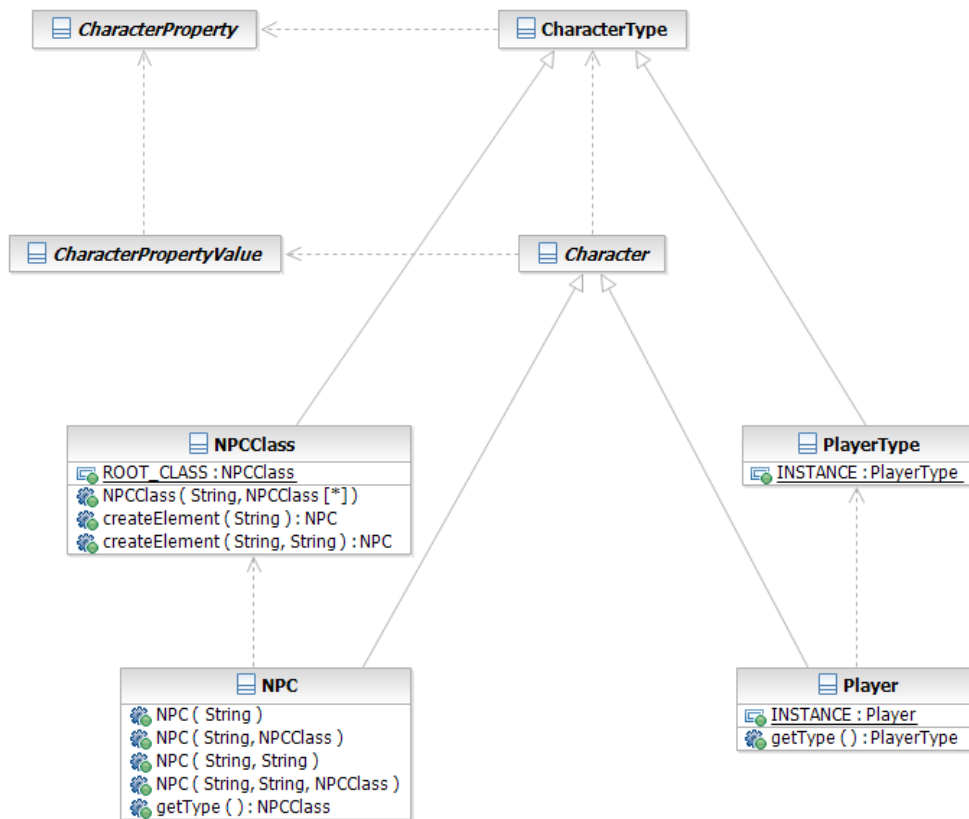 CharacterProperty
CharacterType
CharacterPropertyValue
Character
NPCClass
ROOT_CLASS : NPCClass
NPCClass ( String, NPCClass [*] )
createElement ( String ) : NPC
createElement ( String, String ) : NPC
PlayerType
INSTANCE : PlayerType
NPC
NPC ( String )
NPC ( String, NPCClass )
NPC ( String, String )
NPC ( String, String, NPCClass )
getType ( ) : NPCClass
Player
INSTANCE : Player
getType ( ) : PlayerType